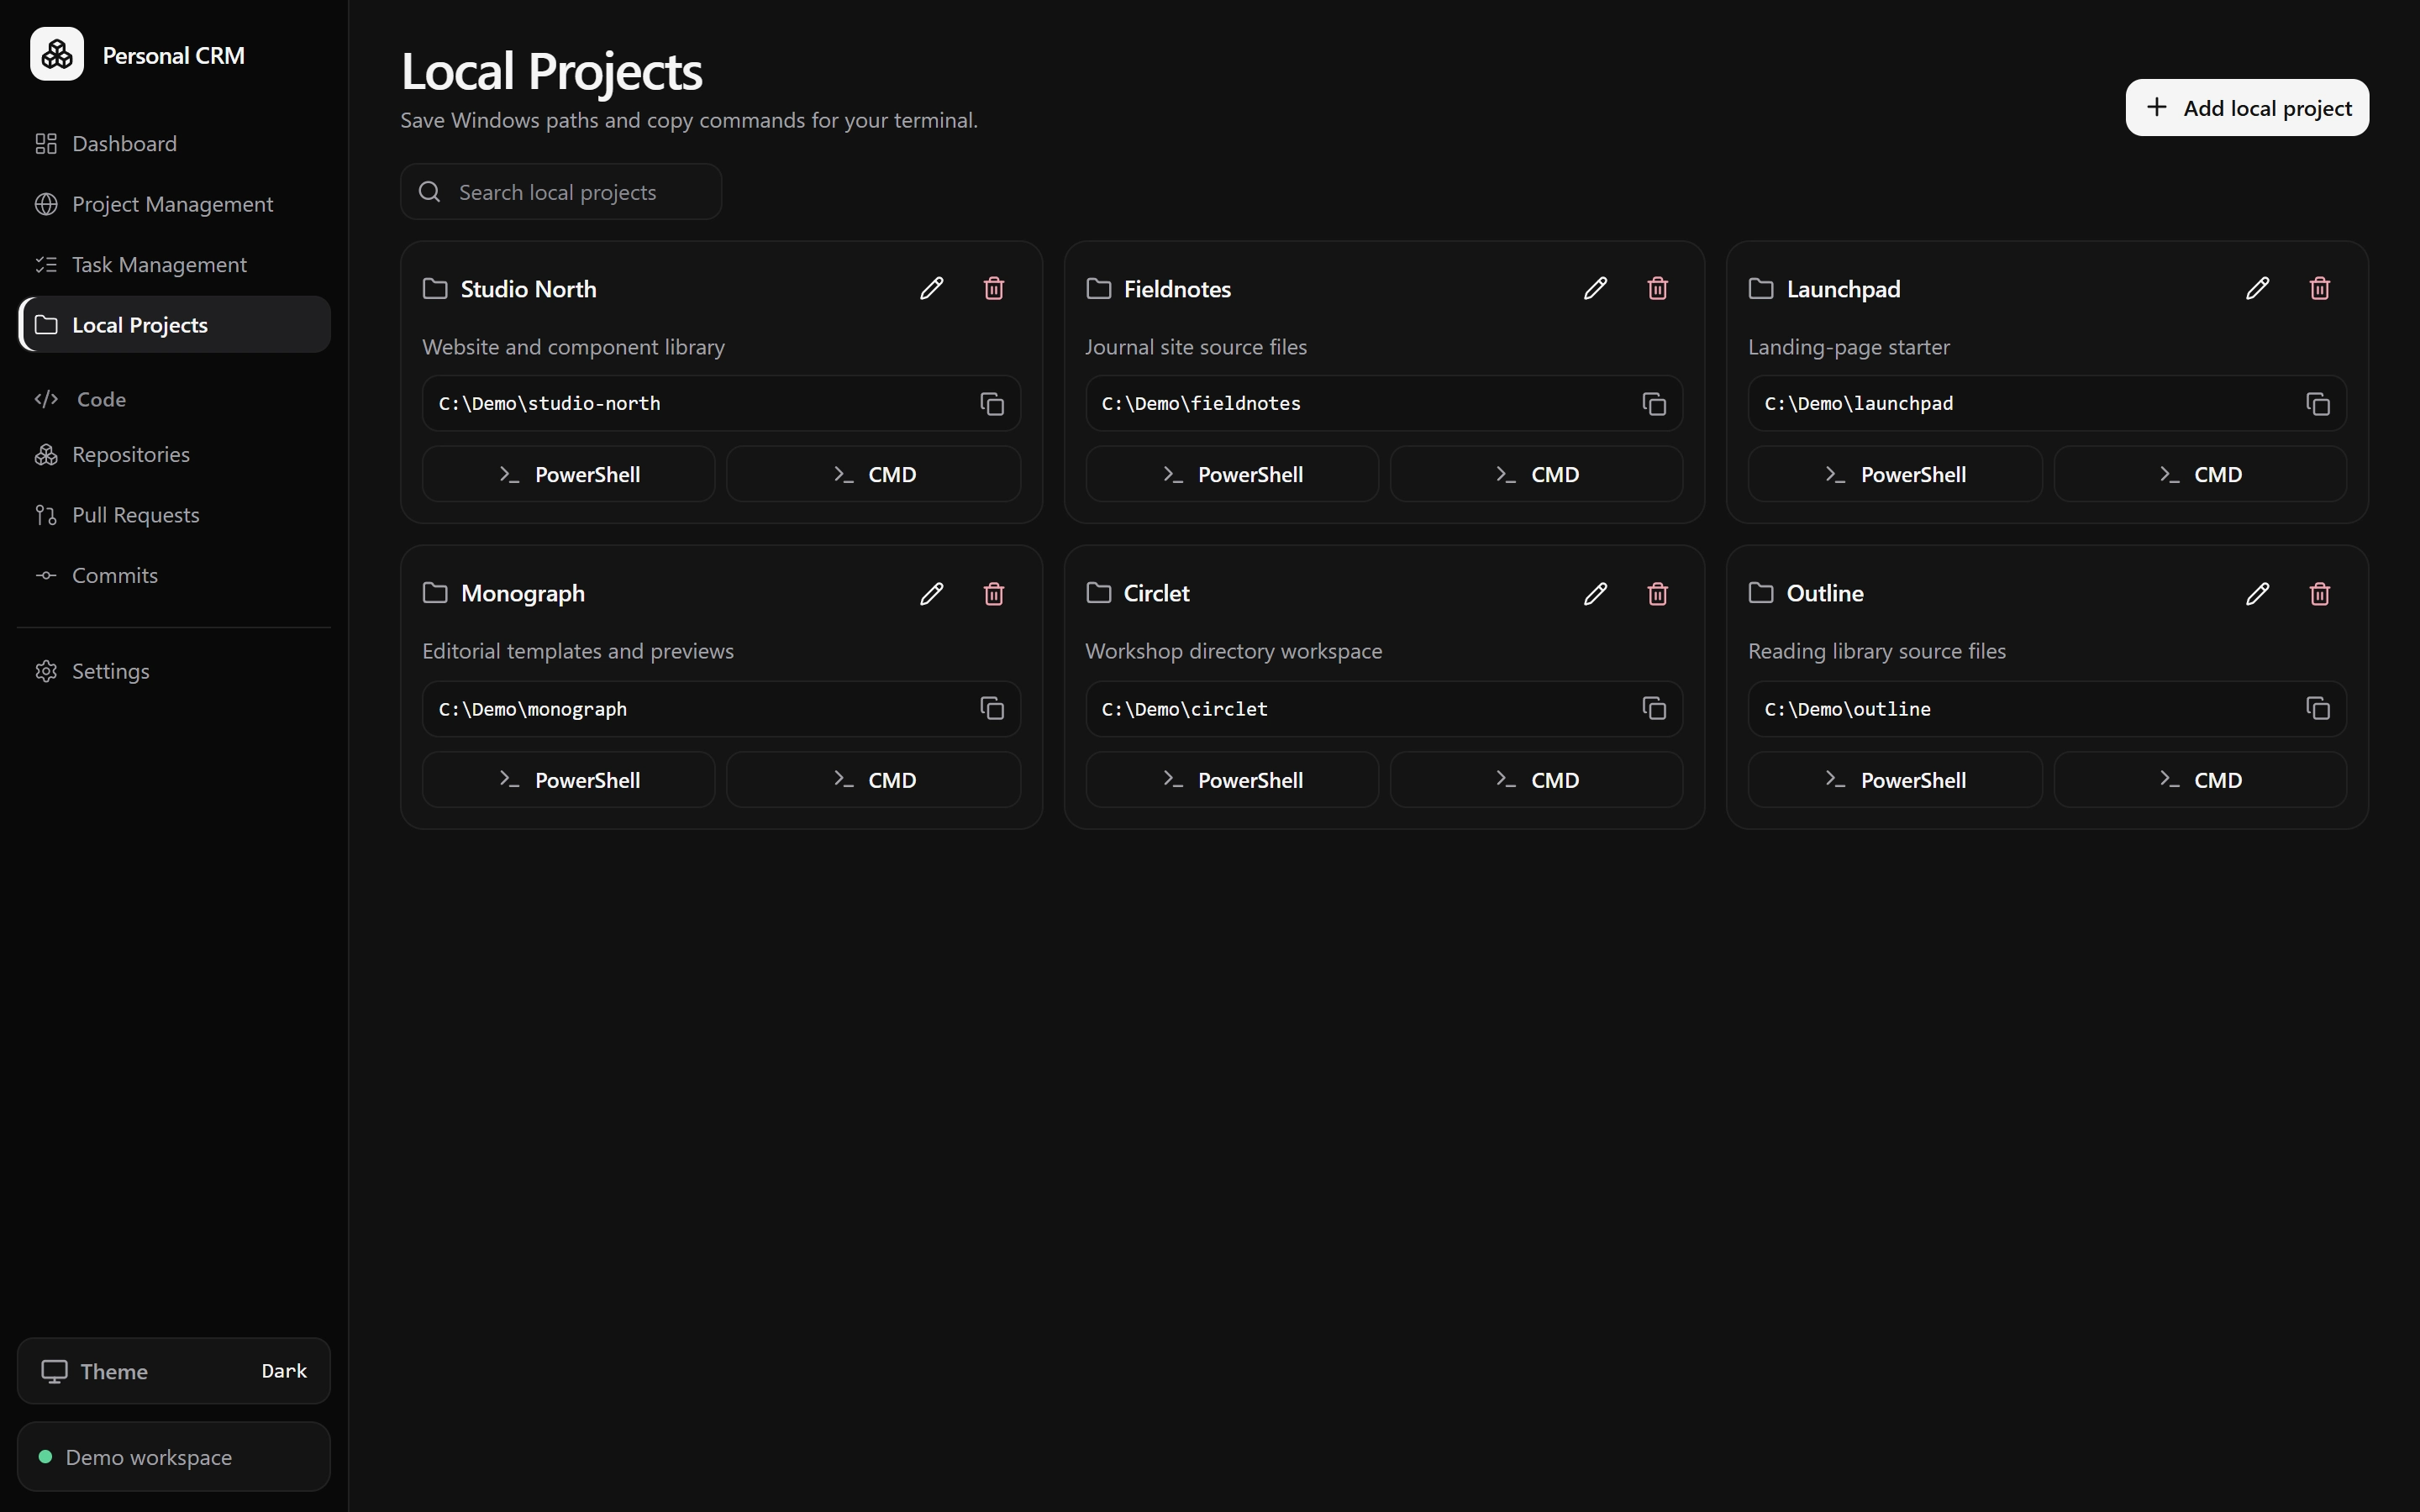 Personal CRM
Dashboard
Project Management
Task Management
Local Projects
Code
Repositories
Pull Requests
Commits
Settings
Theme Dark
Demo workspace
Local Projects
Save Windows paths and copy commands for your terminal.
Add local project
Search local projects
Studio North
Website and component library
C:\Demo\studio-north
PowerShell CMD
Fieldnotes
Journal site source files
C:\Demo\fieldnotes
PowerShell CMD
Launchpad
Landing-page starter
C:\Demo\launchpad
PowerShell CMD
Monograph
Editorial templates and previews
C:\Demo\monograph
PowerShell CMD
Circlet
Workshop directory workspace
C:\Demo\circlet
PowerShell CMD
Outline
Reading library source files
C:\Demo\outline
PowerShell CMD